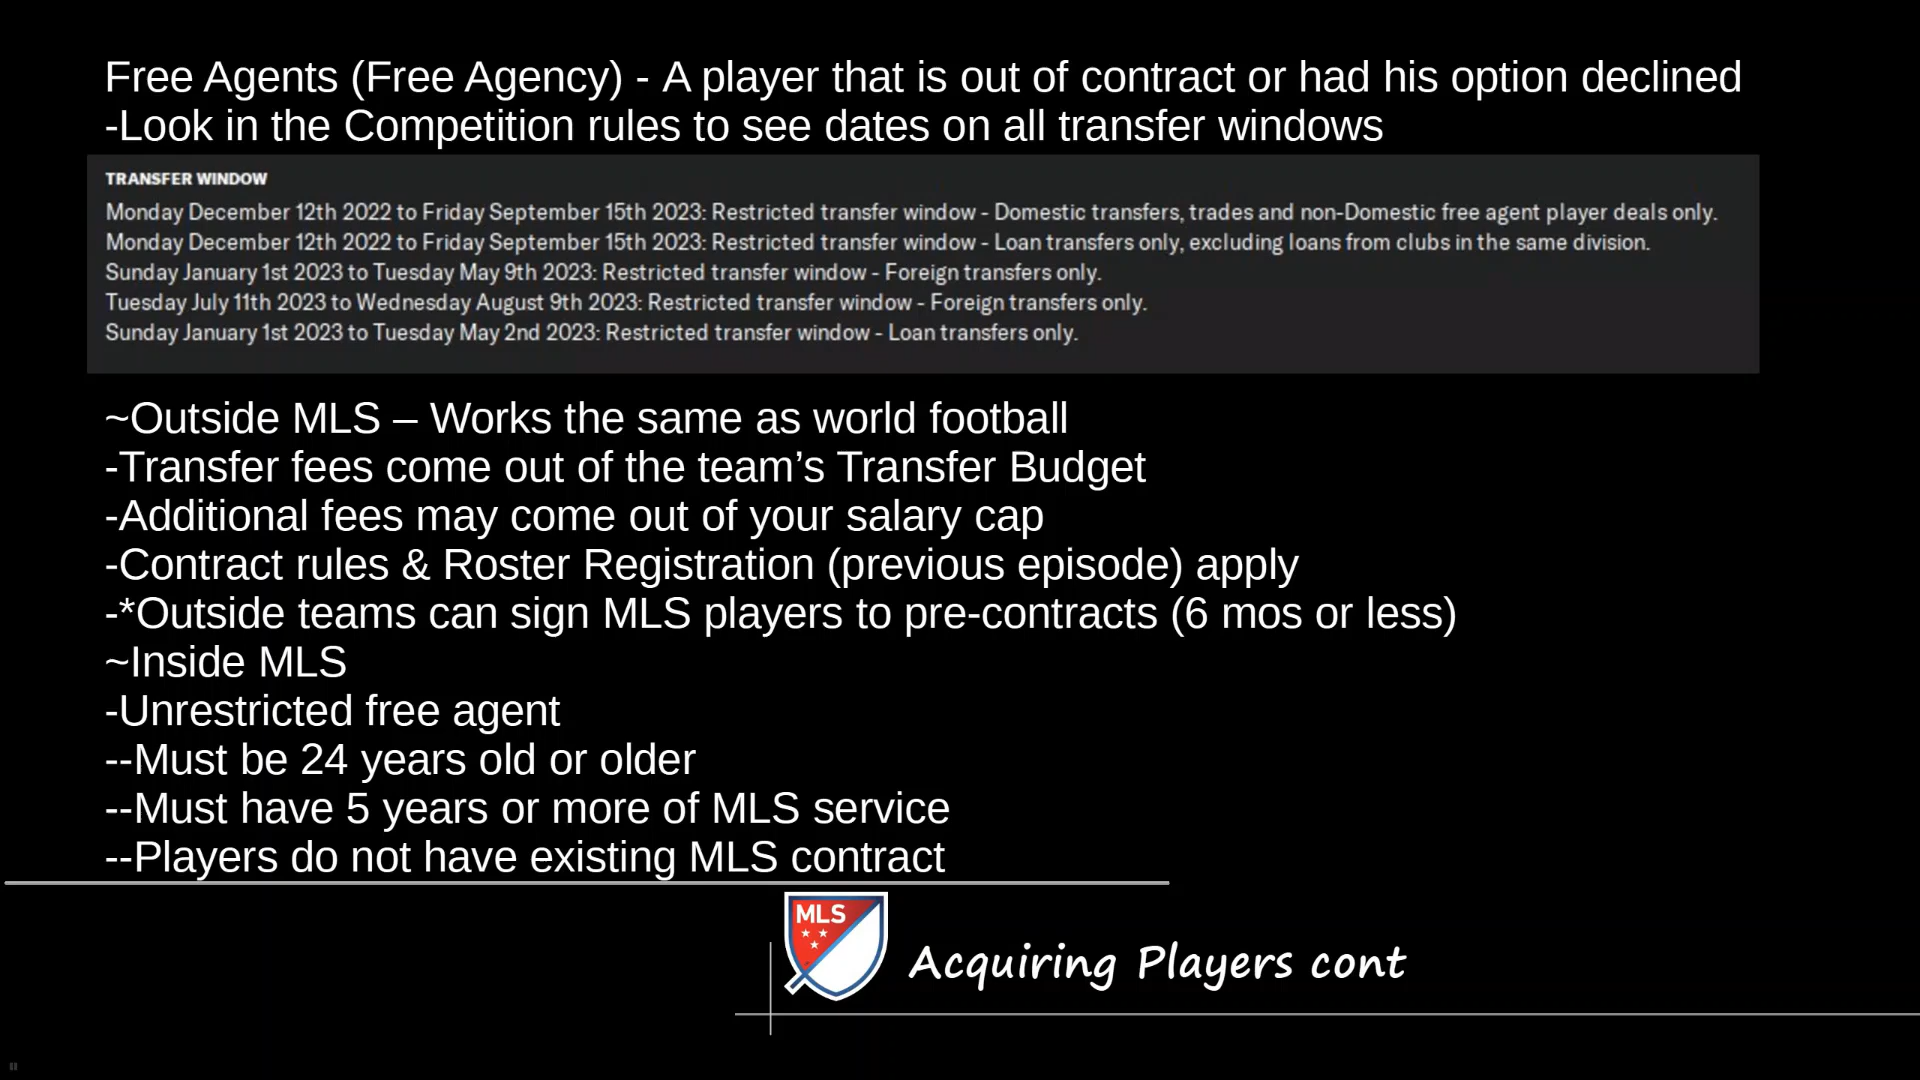 Free Agents (Free Agency) - A player that is out of contract or had his option declined
-Look in the Competition rules to see dates on all transfer windows
TRANSFER WINDOW
Monday December 12th 2022 to Friday September 15th 2023: Restricted transfer window - Domestic transfers, trades and non-Domestic free agent player deals only.
Monday December 12th 2022 to Friday September 15th 2023: Restricted transfer window - Loan transfers only, excluding loans from clubs in the same division.
Sunday January 1st 2023 to Tuesday May 9th 2023: Restricted transfer window - Foreign transfers only.
Tuesday July 11th 2023 to Wednesday August 9th 2023: Restricted transfer window - Foreign transfers only.
Sunday January 1st 2023 to Tuesday May 2nd 2023: Restricted transfer window - Loan transfers only.
~Outside MLS – Works the same as world football
-Transfer fees come out of the team’s Transfer Budget
-Additional fees may come out of your salary cap
-Contract rules & Roster Registration (previous episode) apply
-*Outside teams can sign MLS players to pre-contracts (6 mos or less)
~Inside MLS
-Unrestricted free agent
--Must be 24 years old or older
--Must have 5 years or more of MLS service
--Players do not have existing MLS contract
MLS
Acquiring Players cont